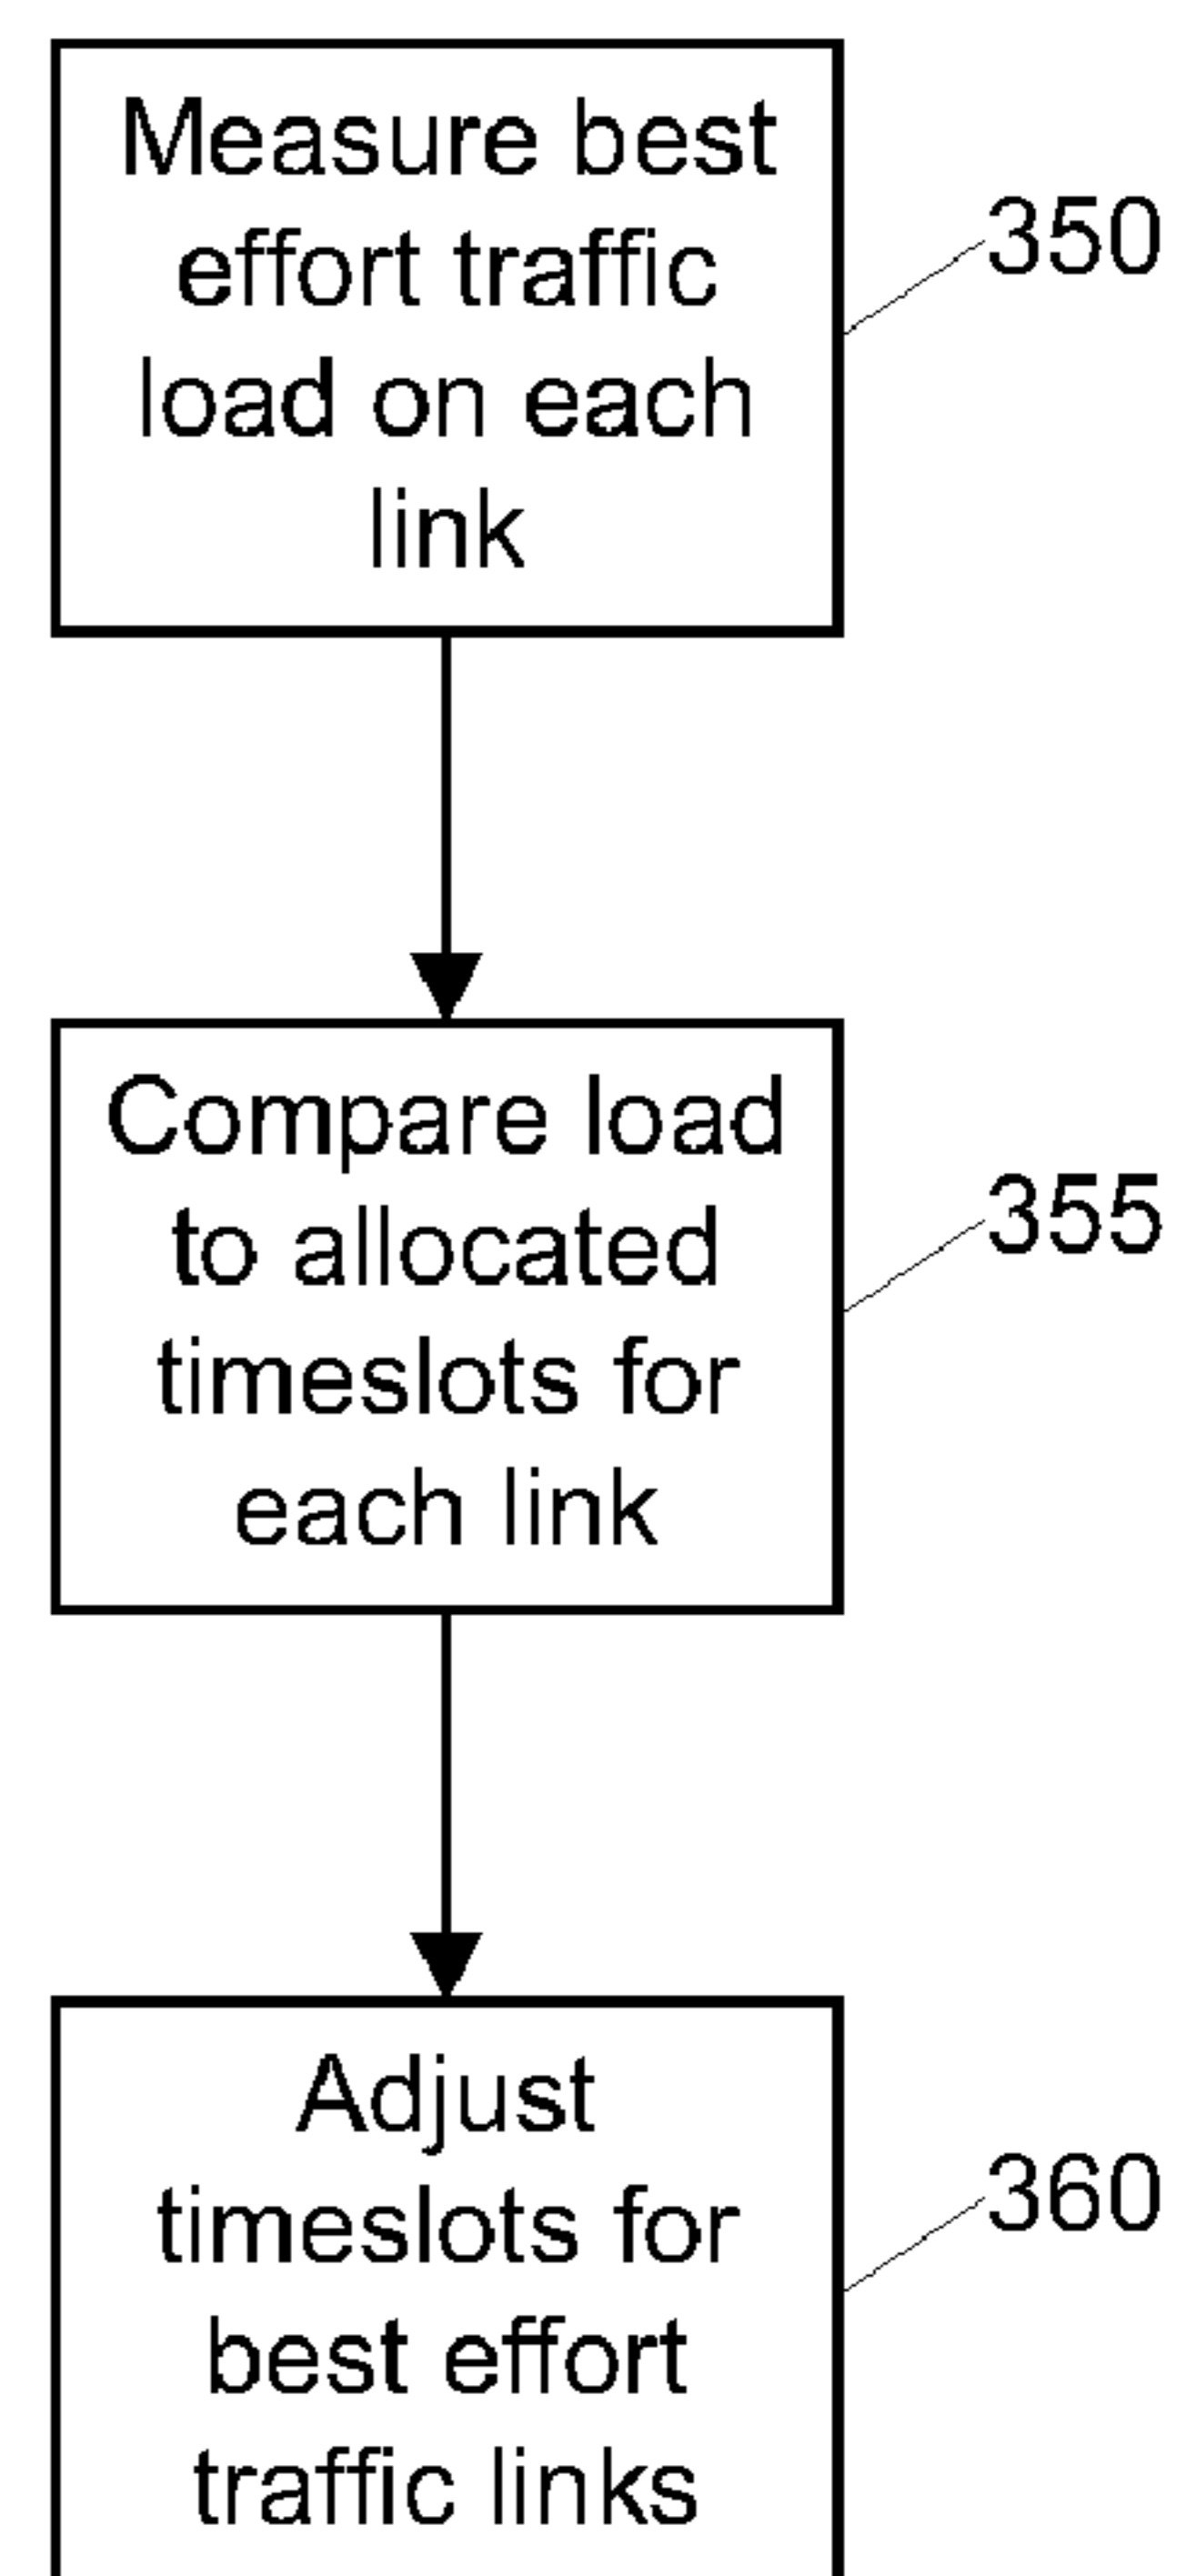 Measure best
effort traffic
load on each
link
350
Compare load
to allocated
timeslots for
each link
355
Adjust
timeslots for
best effort
traffic links
360